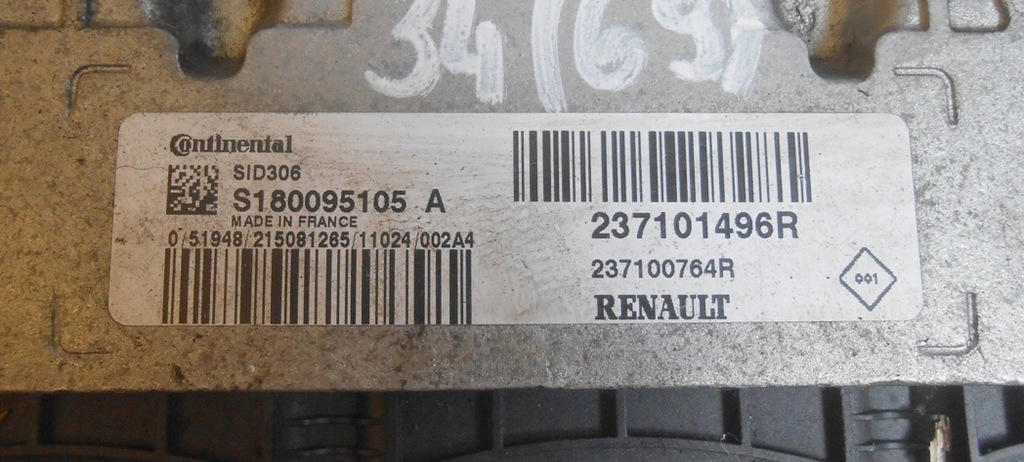 34/69/
Continental
SID306
S180095105 A
MADE IN FRANCE
0/51948/215081265/11024/002A4
237101496R
237100764R
RENAULT
001